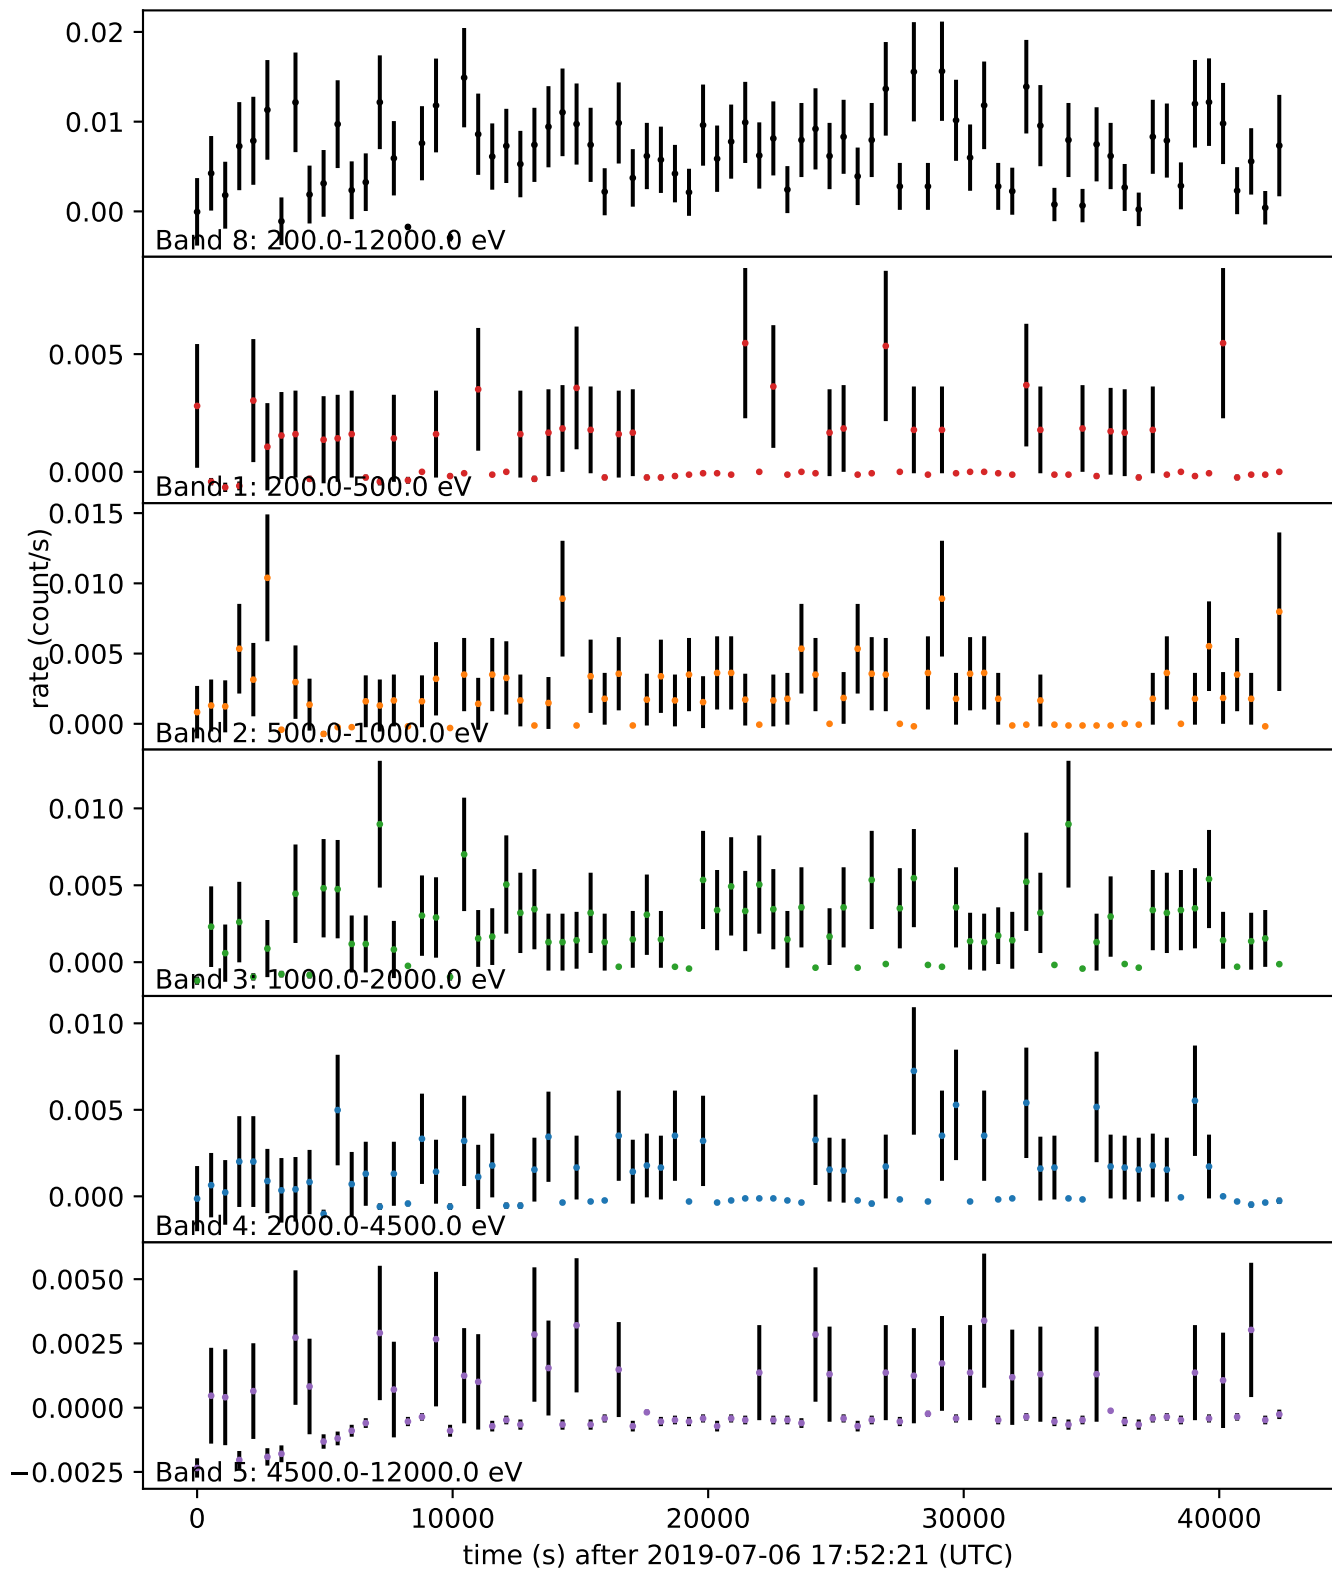 0.02
0.01
0.00
Band 8: 200.0-12000.0 eV
0.005
0.000
Band 1: 200.0-500.0 eV
rate (count/s)
0.015
0.010
0.005
0.000
Band 2: 500.0-1000.0 eV
0.010
0.005
0.000
Band 3: 1000.0-2000.0 eV
0.010
0.005
0.000
Band 4: 2000.0-4500.0 eV
0.0050
0.0025
0.0000
−0.0025
Band 5: 4500.0-12000.0 eV
0 10000 20000 30000 40000
time (s) after 2019-07-06 17:52:21 (UTC)